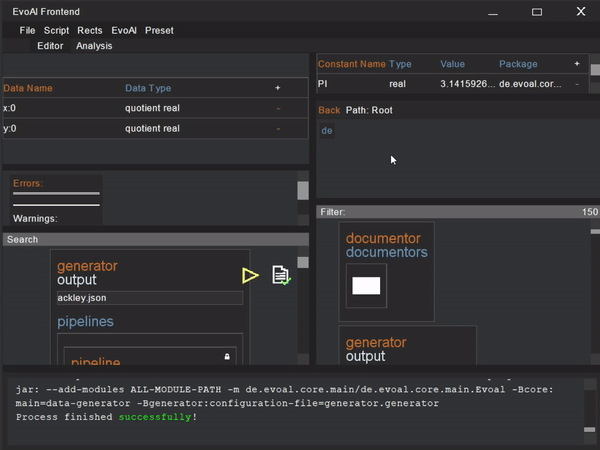 EvoAl Frontend
File Script Rects EvoAl Preset
Editor Analysis
Data Name Data Type +
x:0 quotient real -
y:0 quotient real -
Constant Name Type Value Package +
PI real 3.1415926... de.evoal.cor... -
Back Path: Root
de
Errors:
Warnings:
Search
generator
output
ackley.json
pipelines
pipeline
Filter: 150
documentor
documentors
generator
output
jar: --add-modules ALL-MODULE-PATH -m de.evoal.core.main/de.evoal.core.main.Evoal -Bcore:
main=data-generator -Bgenerator:configuration-file=generator.generator
Process finished successfully!